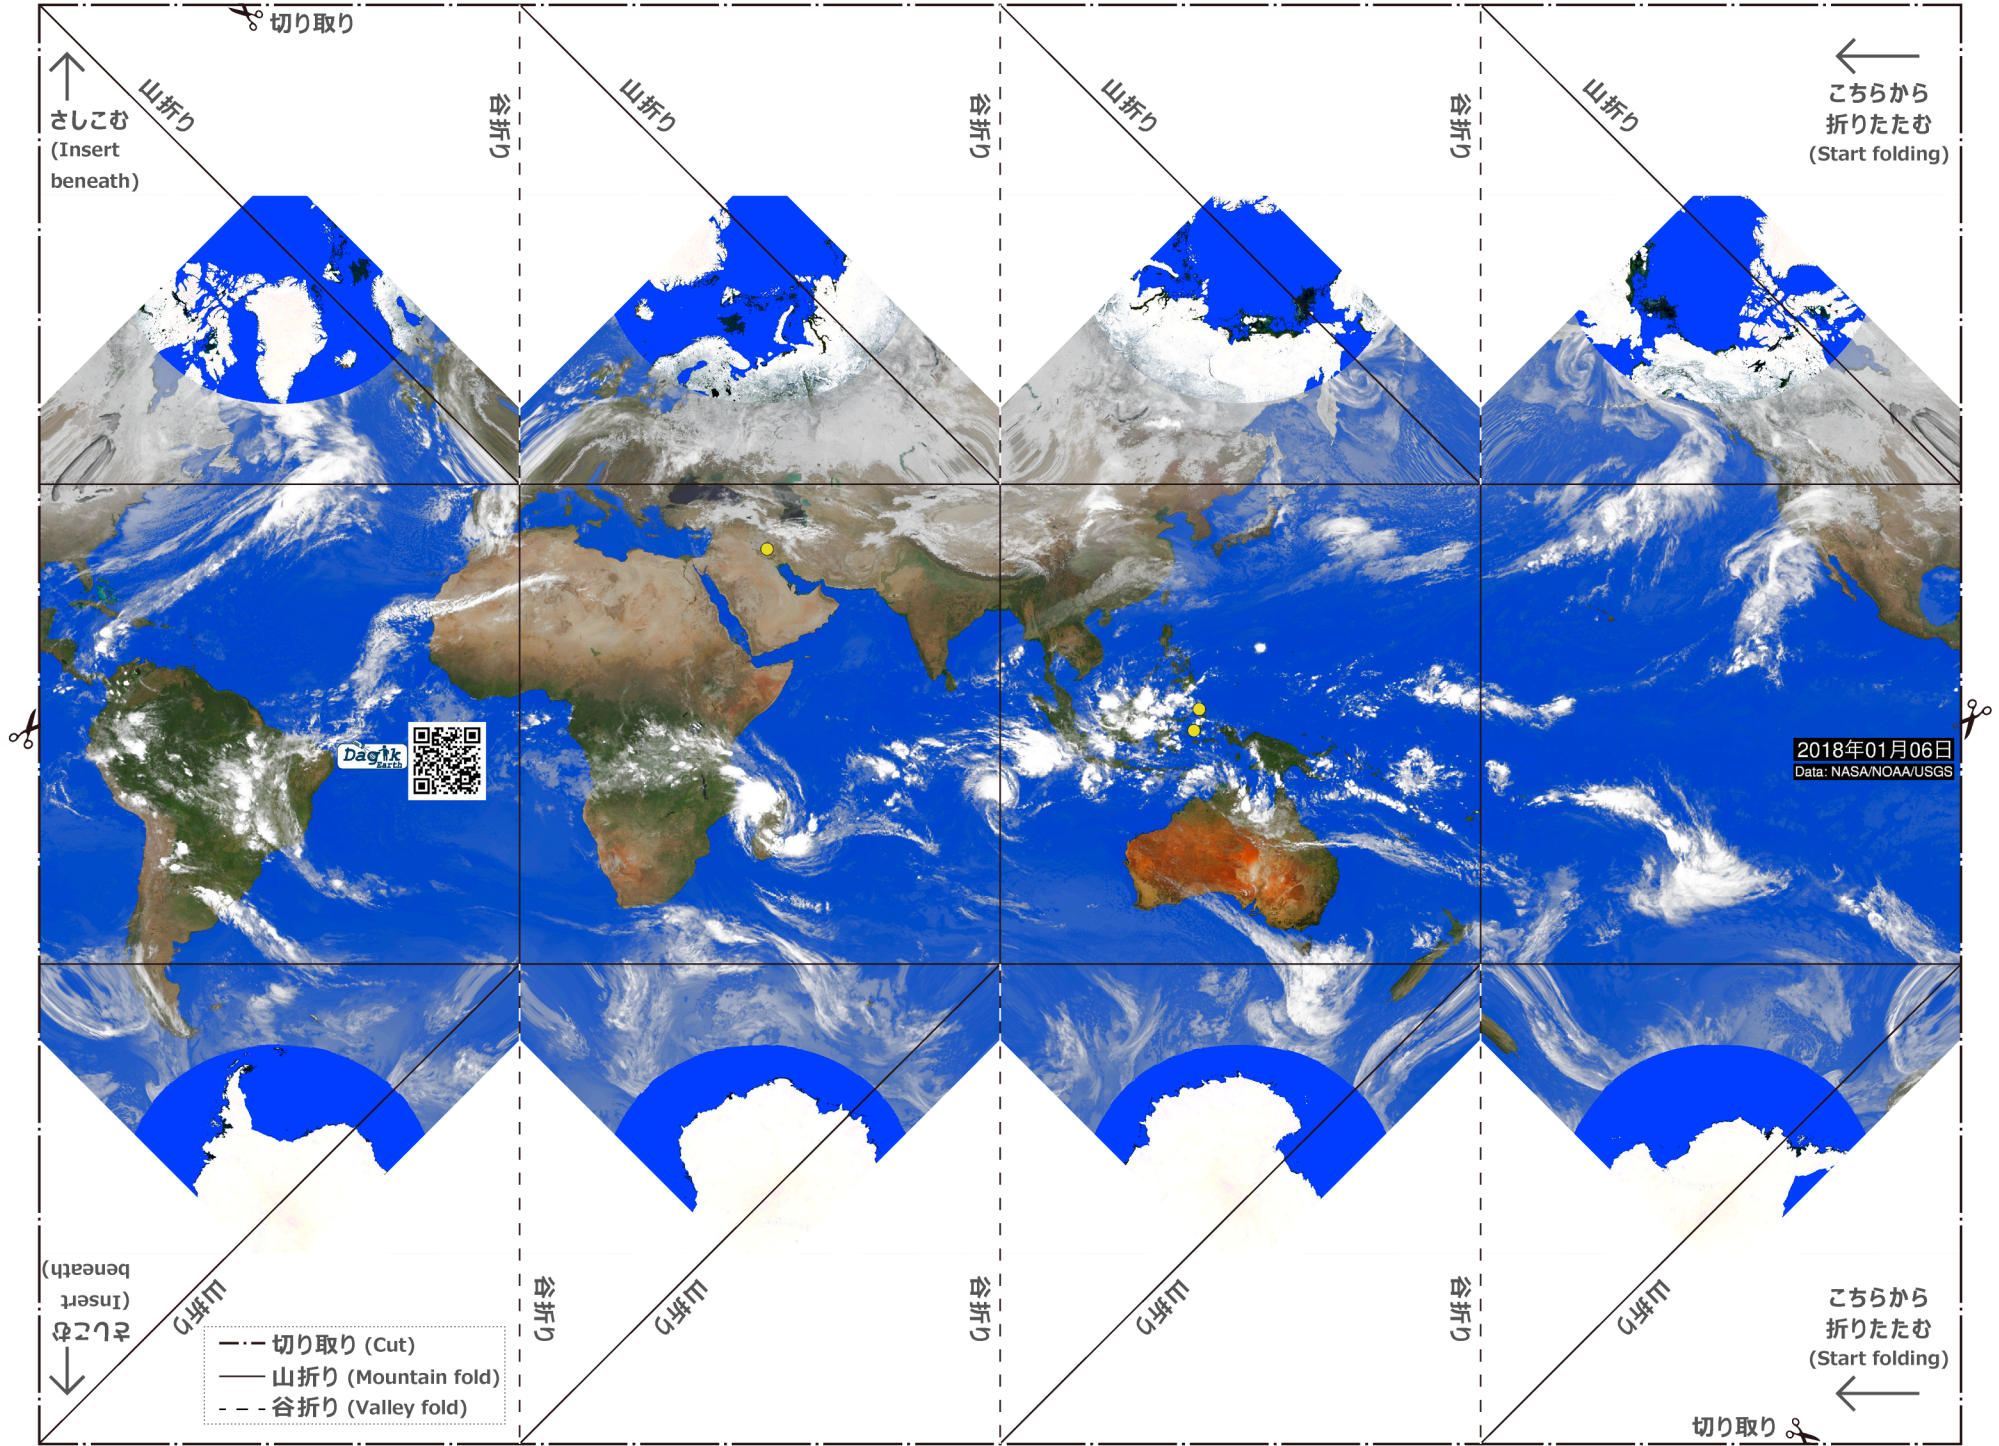 切り取り
さしこむ
(Insert
beneath)
山折り
谷折り
山折り
谷折り
山折り
谷折り
山折り
こちらから
折りたたむ
(Start folding)
Dagik
Earth
2018年01月06日
Data: NASA/NOAA/USGS
さしこむ
(Insert
beneath)
山折り
谷折り
山折り
谷折り
山折り
谷折り
山折り
こちらから
折りたたむ
(Start folding)
切り取り (Cut)
山折り (Mountain fold)
谷折り (Valley fold)
切り取り